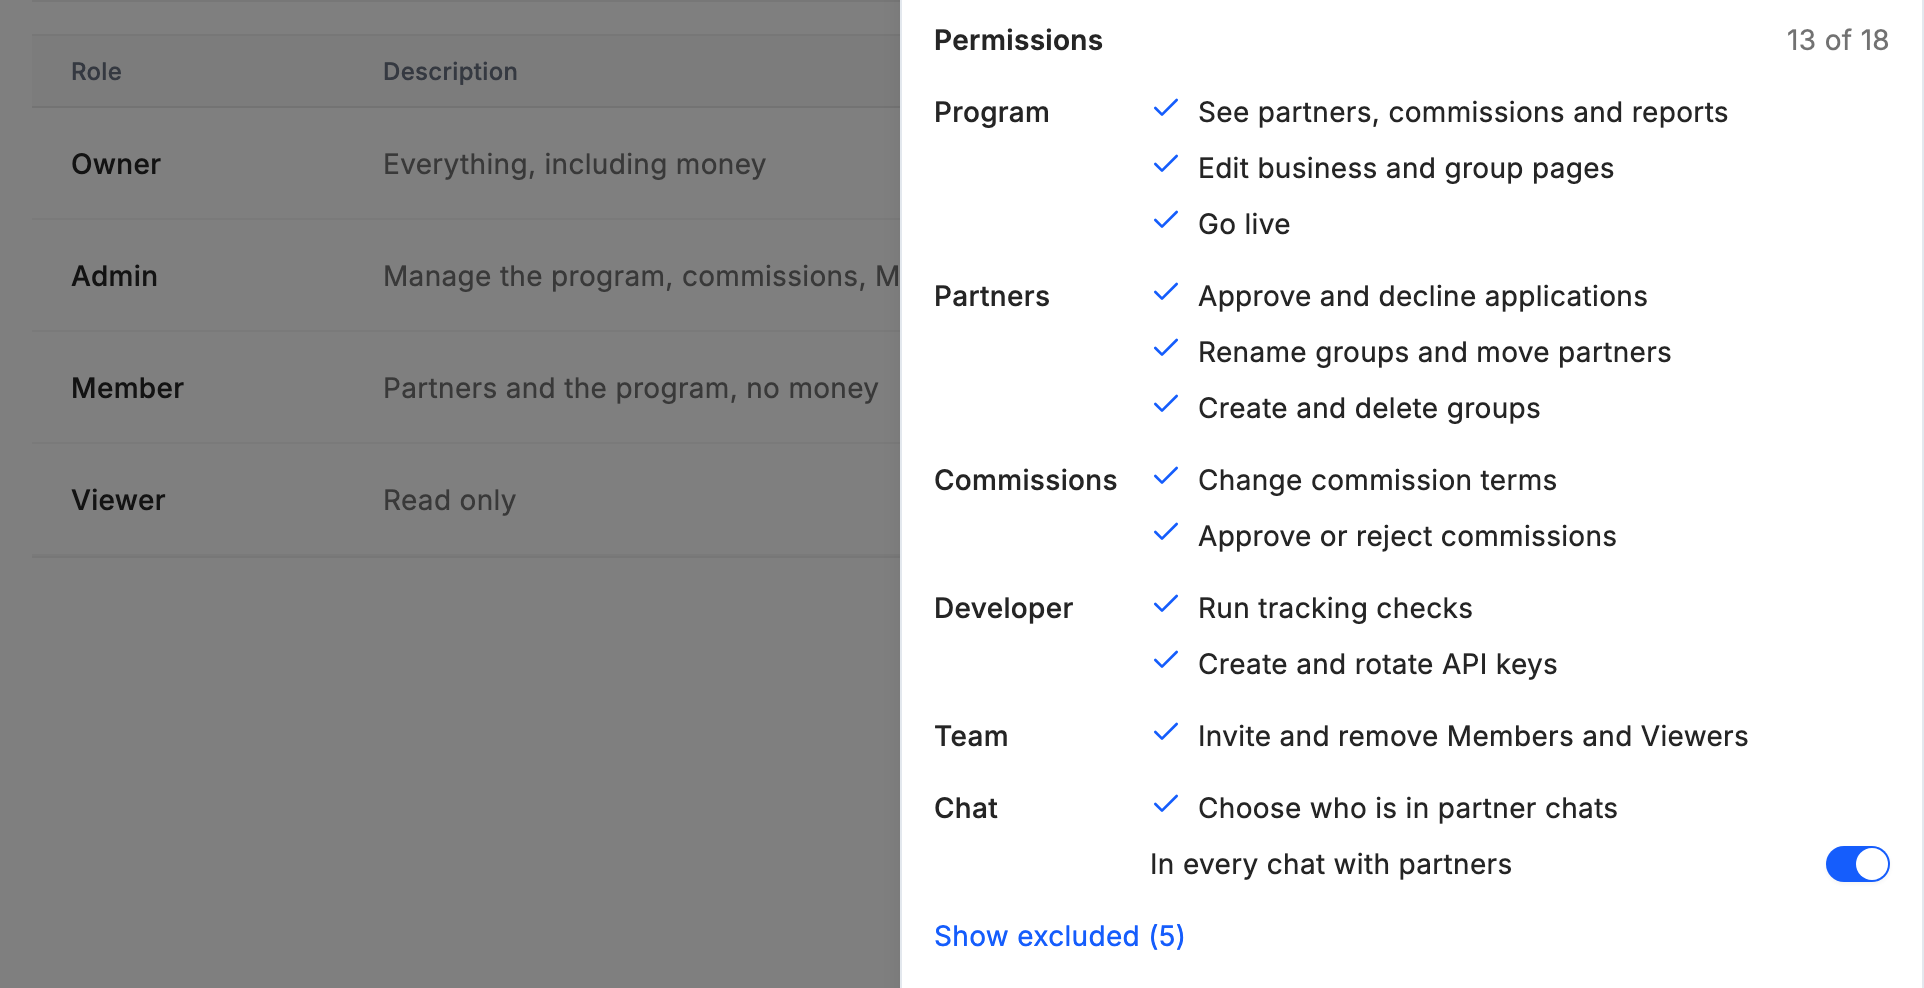 Role Description
Owner Everything, including money
Admin Manage the program, commissions, M
Member Partners and the program, no money
Viewer Read only
Permissions 13 of 18
Program See partners, commissions and reports
Edit business and group pages
Go live
Partners Approve and decline applications
Rename groups and move partners
Create and delete groups
Commissions Change commission terms
Approve or reject commissions
Developer Run tracking checks
Create and rotate API keys
Team Invite and remove Members and Viewers
Chat Choose who is in partner chats
In every chat with partners
Show excluded (5)